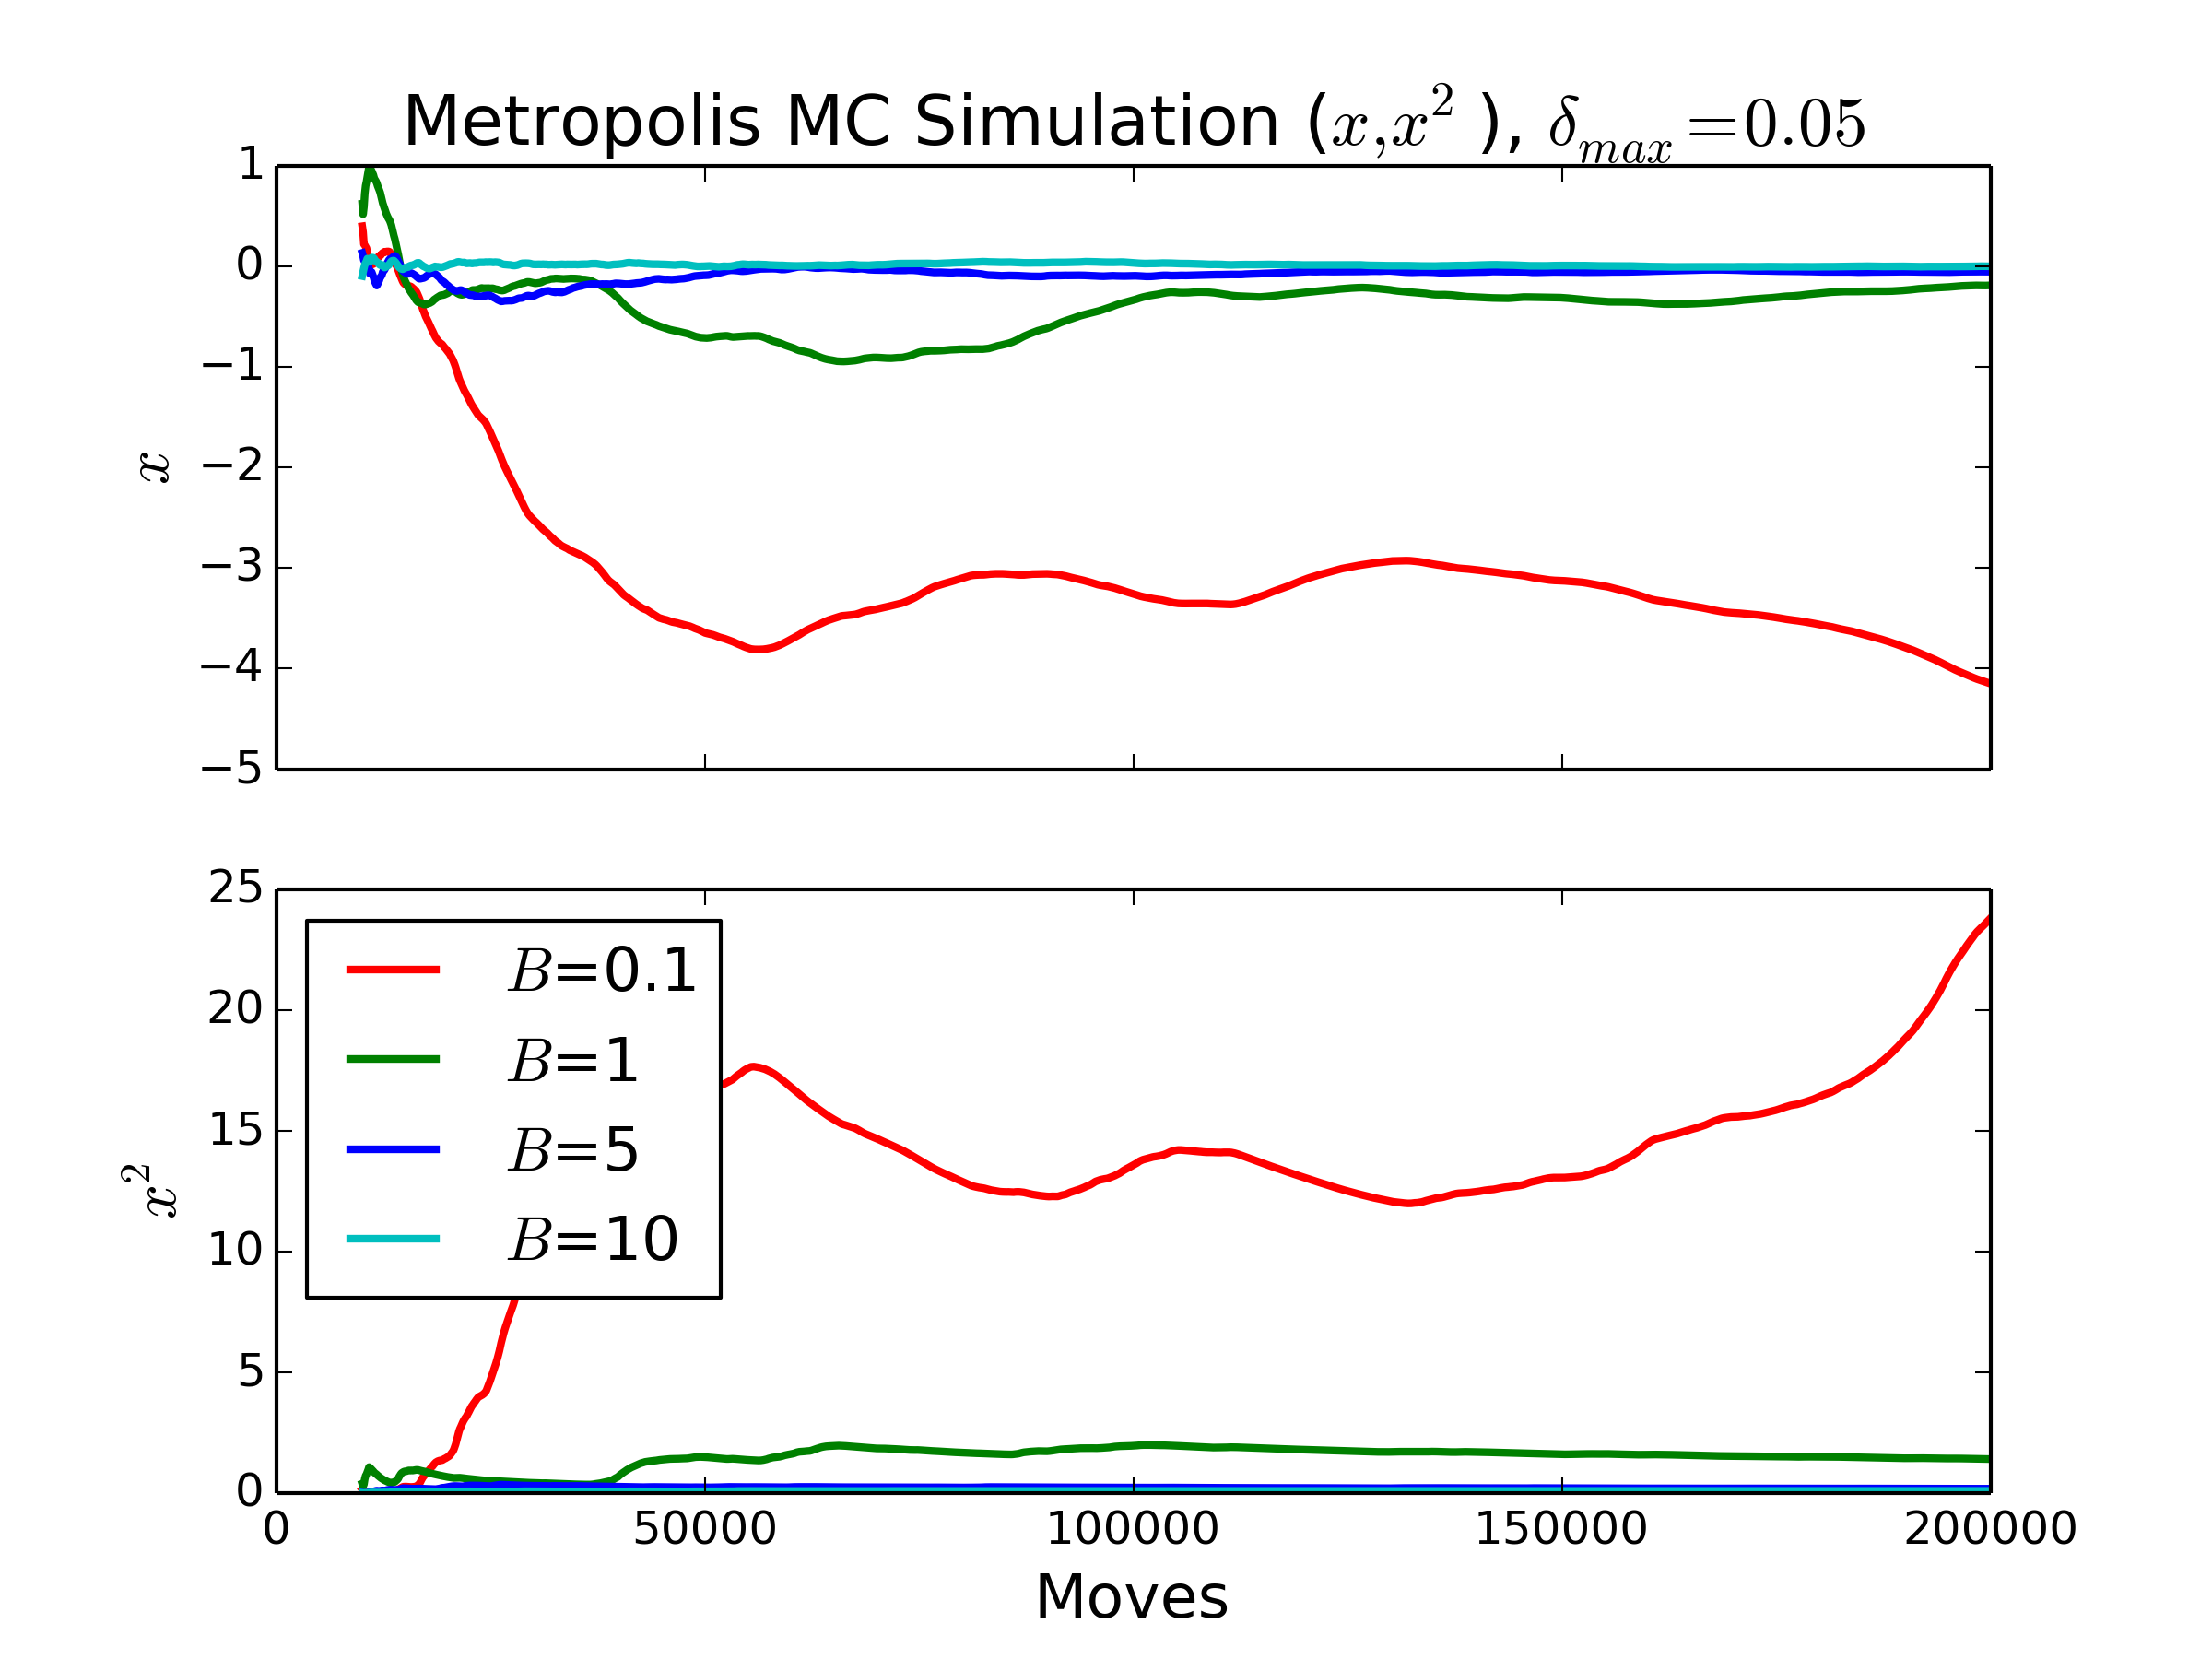 Metropolis MC Simulation (x,x²), δmax=0.05
1
0
−1
−2
−3
−4
−5
x
25
20
15
10
5
0
x²
B=0.1
B=1
B=5
B=10
0 50000 100000 150000 200000
Moves